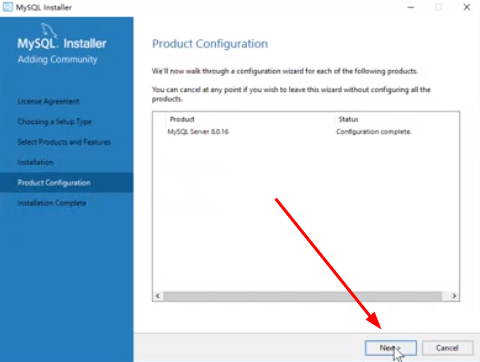 MySQL Installer
MySQL. Installer
Adding Community
License Agreement
Choosing a Setup Type
Select Products and Features
Installation
Product Configuration
Installation Complete
Product Configuration
We'll now walk through a configuration wizard for each of the following products.
You can cancel at any point if you wish to leave this wizard without configuring all the
products.
Product Status
MySQL Server 8.0.16 Configuration complete.
Next > Cancel